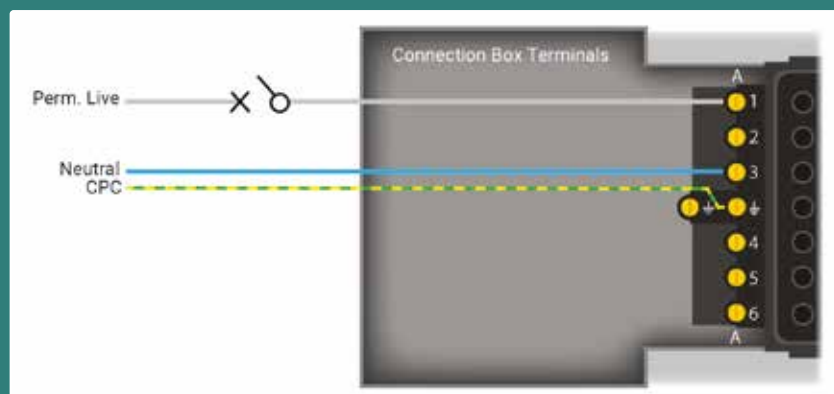 Connection Box Terminals
A
Perm. Live
1
2
Neutral
3
CPC
4
5
6
A